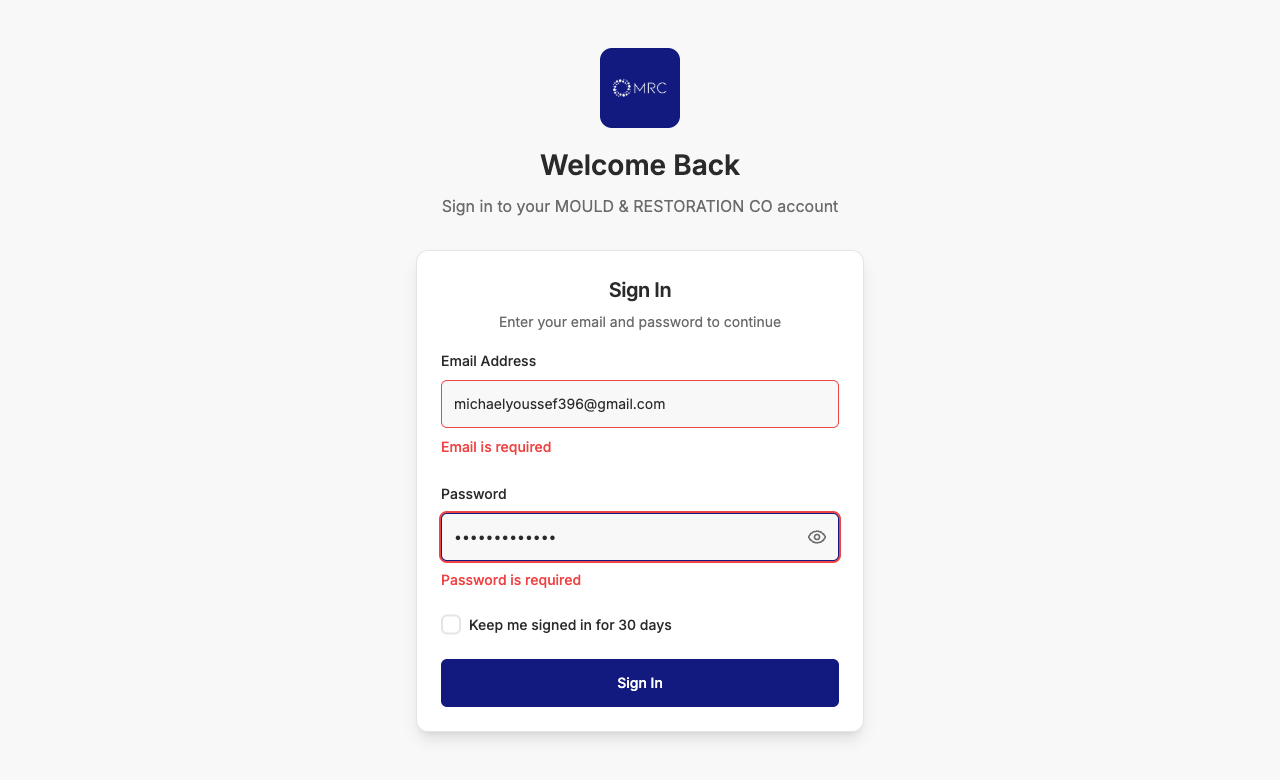 MRC
Welcome Back
Sign in to your MOULD & RESTORATION CO account
Sign In
Enter your email and password to continue
Email Address
michaelyoussef396@gmail.com
Email is required
Password
•••••••••••••
Password is required
Keep me signed in for 30 days
Sign In